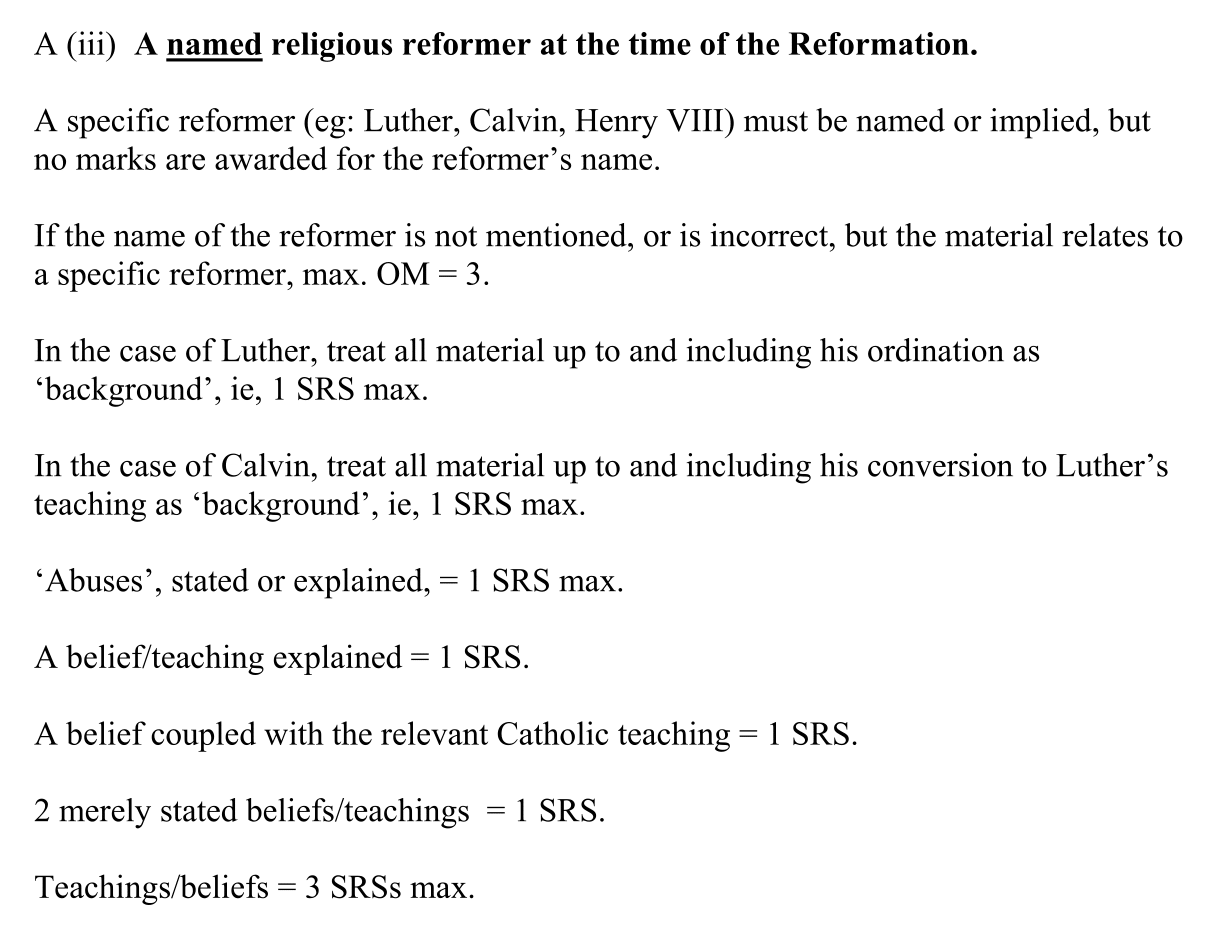 A (iii) A named religious reformer at the time of the Reformation.
A specific reformer (eg: Luther, Calvin, Henry VIII) must be named or implied, but
no marks are awarded for the reformer’s name.
If the name of the reformer is not mentioned, or is incorrect, but the material relates to
a specific reformer, max. OM = 3.
In the case of Luther, treat all material up to and including his ordination as
‘background’, ie, 1 SRS max.
In the case of Calvin, treat all material up to and including his conversion to Luther’s
teaching as ‘background’, ie, 1 SRS max.
‘Abuses’, stated or explained, = 1 SRS max.
A belief/teaching explained = 1 SRS.
A belief coupled with the relevant Catholic teaching = 1 SRS.
2 merely stated beliefs/teachings = 1 SRS.
Teachings/beliefs = 3 SRSs max.